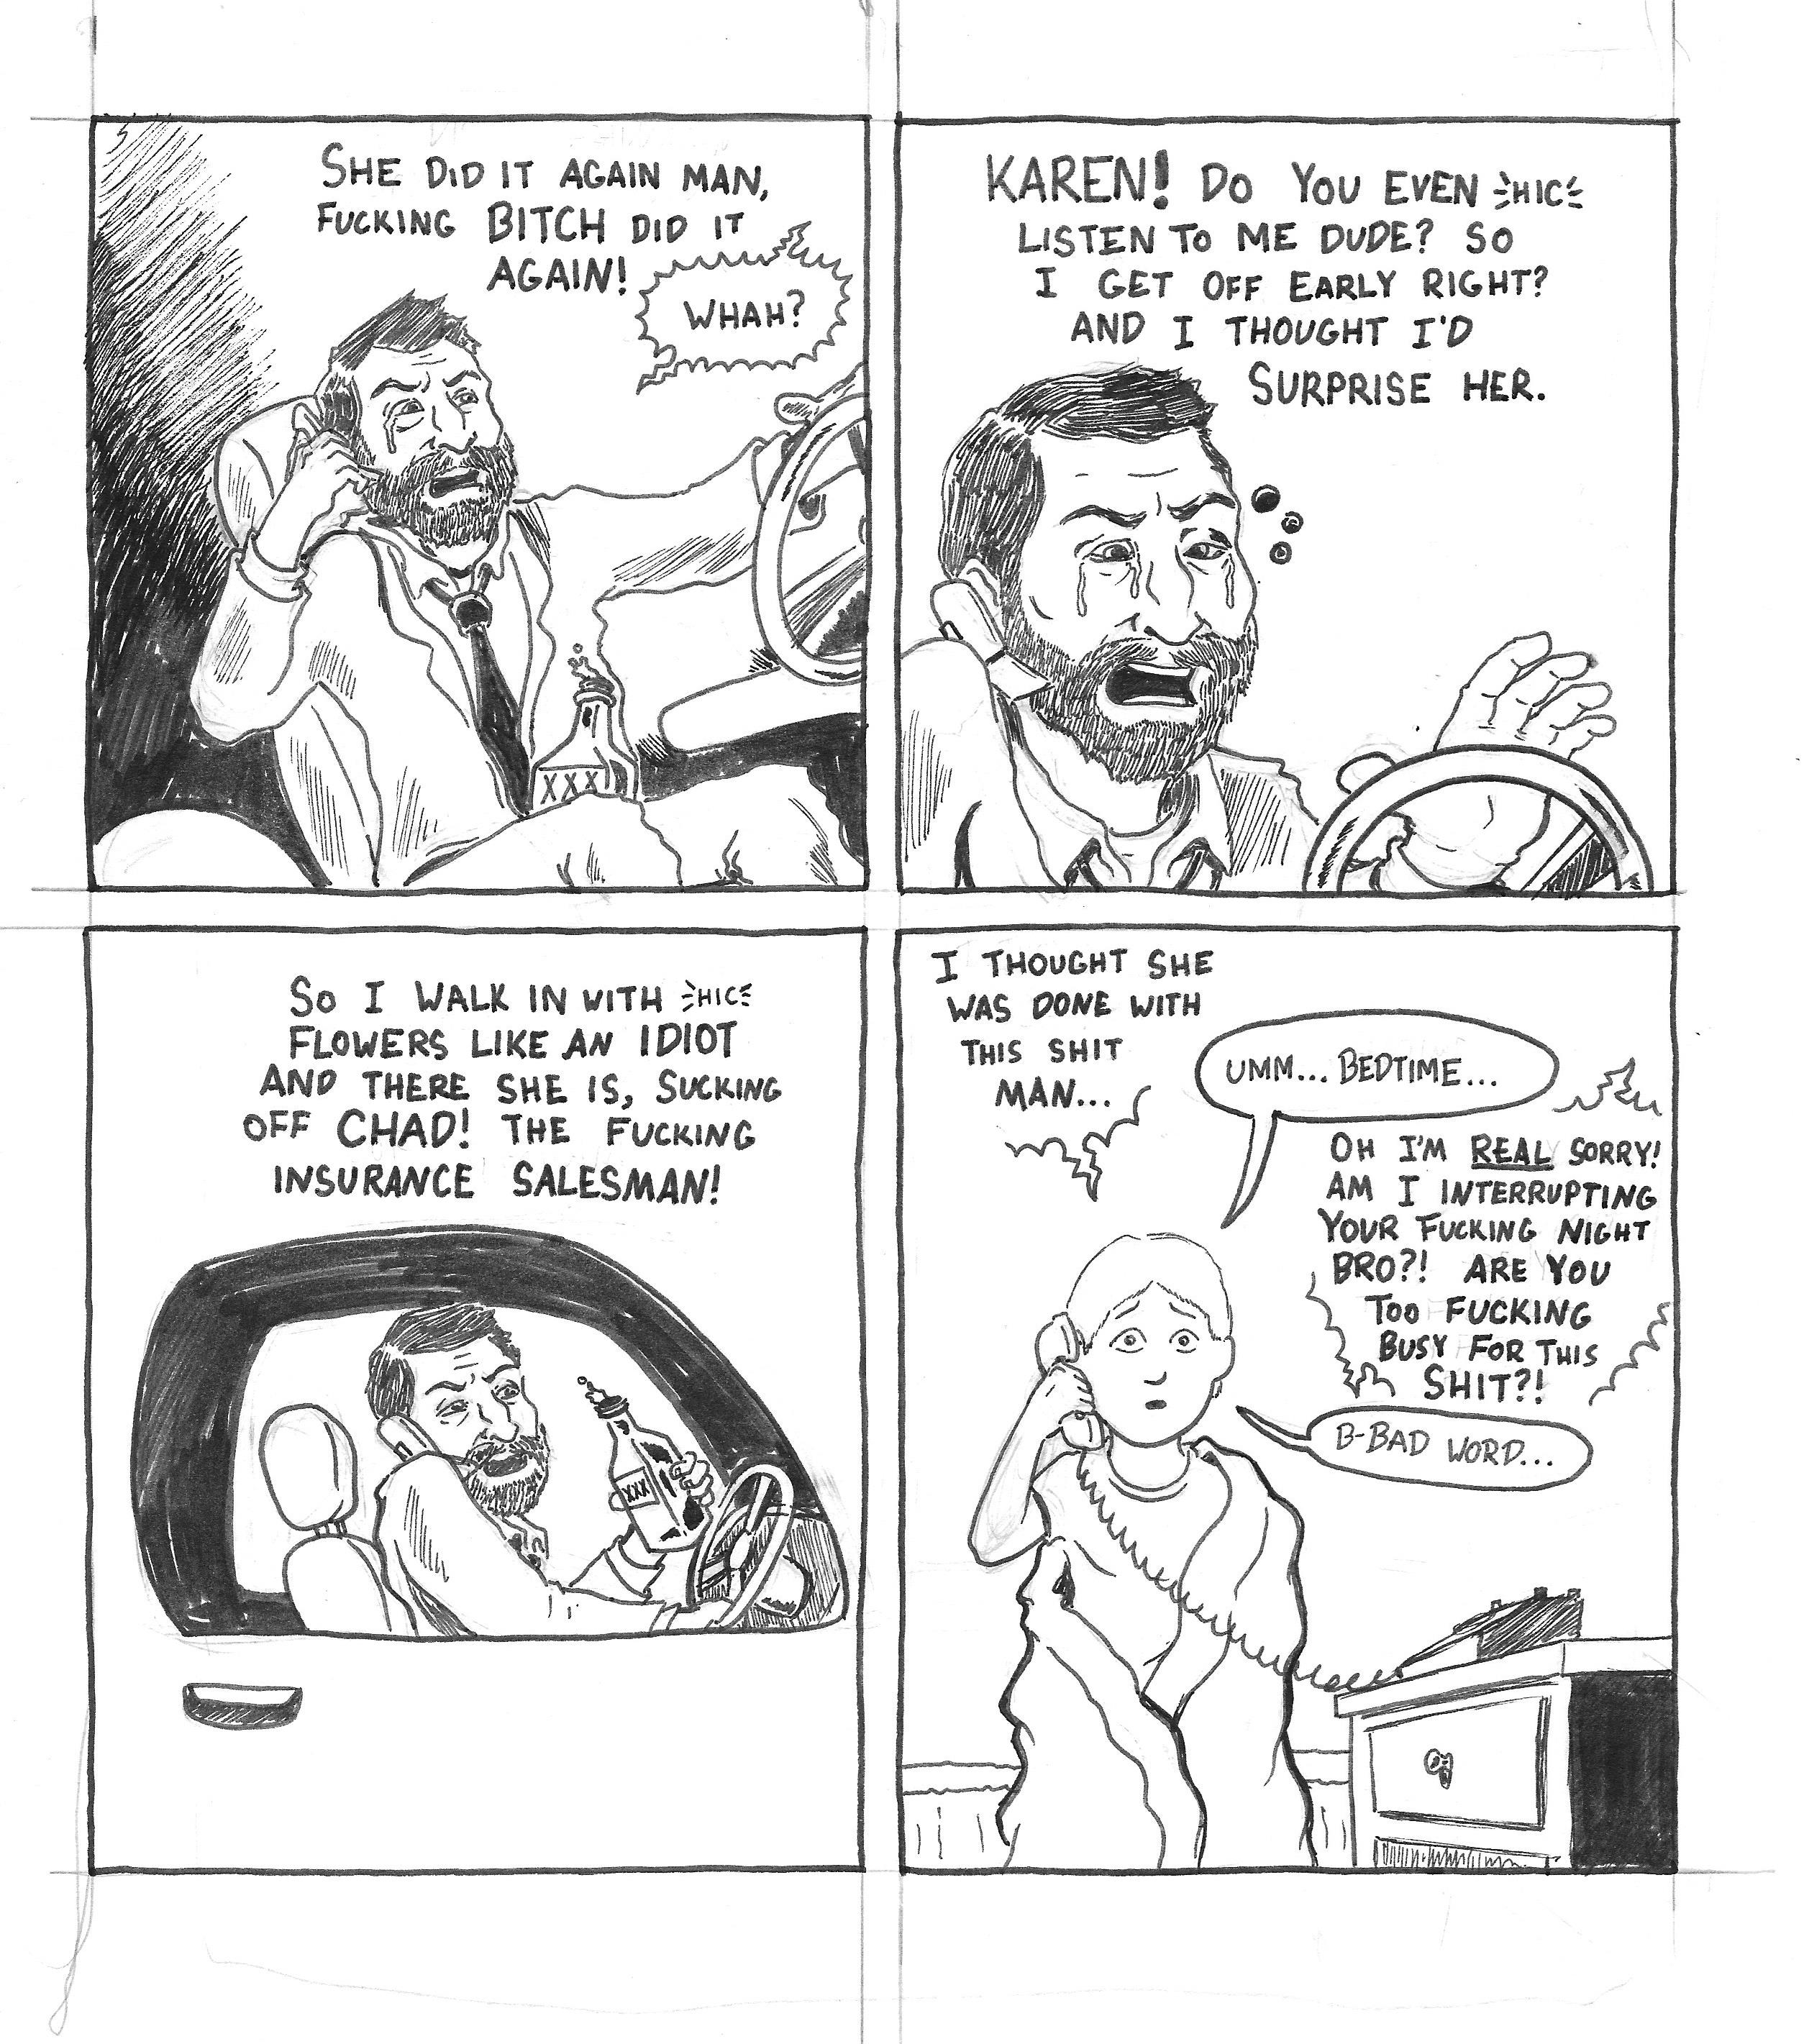 SHE DID IT AGAIN MAN,
FUCKING BITCH DID IT
AGAIN!
WHAH?
XXX
KAREN! DO YOU EVEN HIC
LISTEN TO ME DUDE? SO
I GET OFF EARLY RIGHT?
AND I THOUGHT I'D
SURPRISE HER.
SO I WALK IN WITH HIC
FLOWERS LIKE AN IDIOT
AND THERE SHE IS, SUCKING
OFF CHAD! THE FUCKING
INSURANCE SALESMAN!
XXX
I THOUGHT SHE
WAS DONE WITH
THIS SHIT
MAN...
UMM... BEDTIME...
OH I'M REAL SORRY!
AM I INTERRUPTING
YOUR FUCKING NIGHT
BRO?! ARE YOU
TOO FUCKING
BUSY FOR THIS
SHIT?!
B-BAD WORD...